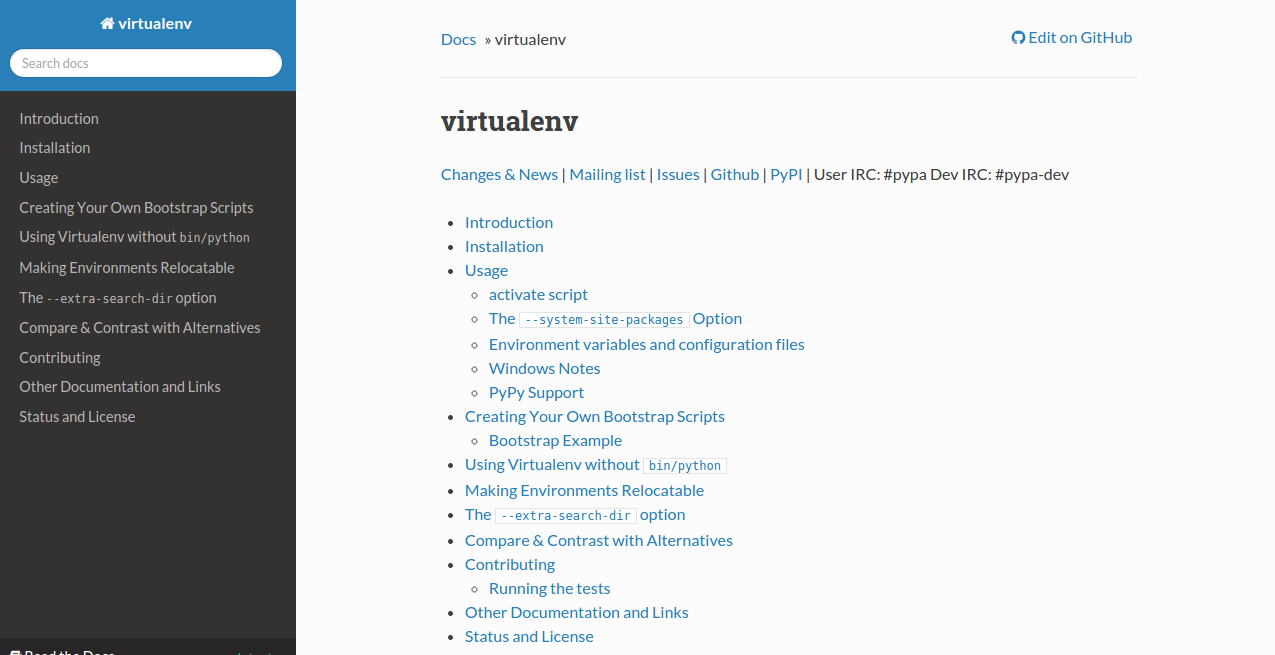 virtualenv
Search docs
Introduction
Installation
Usage
Creating Your Own Bootstrap Scripts
Using Virtualenv without bin/python
Making Environments Relocatable
The --extra-search-dir option
Compare & Contrast with Alternatives
Contributing
Other Documentation and Links
Status and License
Read the Docs
Docs » virtualenv
Edit on GitHub
virtualenv
Changes & News | Mailing list | Issues | Github | PyPI | User IRC: #pypa Dev IRC: #pypa-dev
Introduction
Installation
Usage
activate script
The --system-site-packages Option
Environment variables and configuration files
Windows Notes
PyPy Support
Creating Your Own Bootstrap Scripts
Bootstrap Example
Using Virtualenv without bin/python
Making Environments Relocatable
The --extra-search-dir option
Compare & Contrast with Alternatives
Contributing
Running the tests
Other Documentation and Links
Status and License